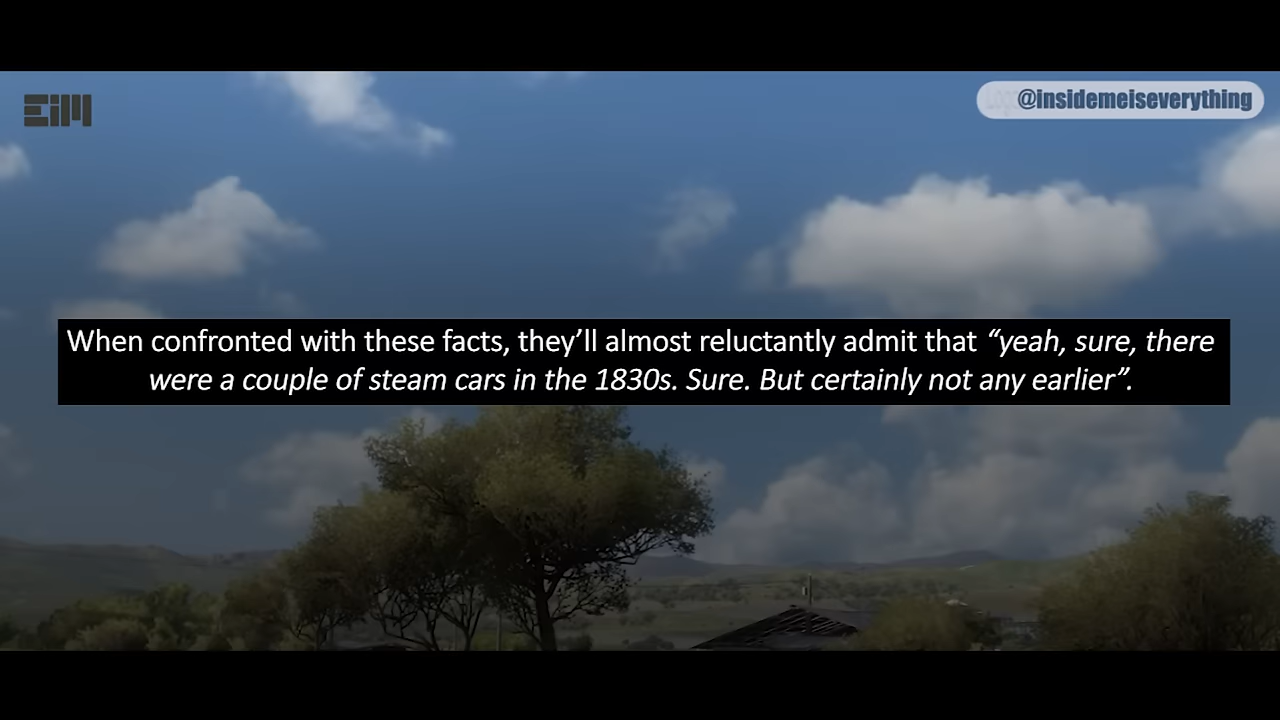 EIM
@insidemeiseverything
When confronted with these facts, they’ll almost reluctantly admit that “yeah, sure, there
were a couple of steam cars in the 1830s. Sure. But certainly not any earlier”.